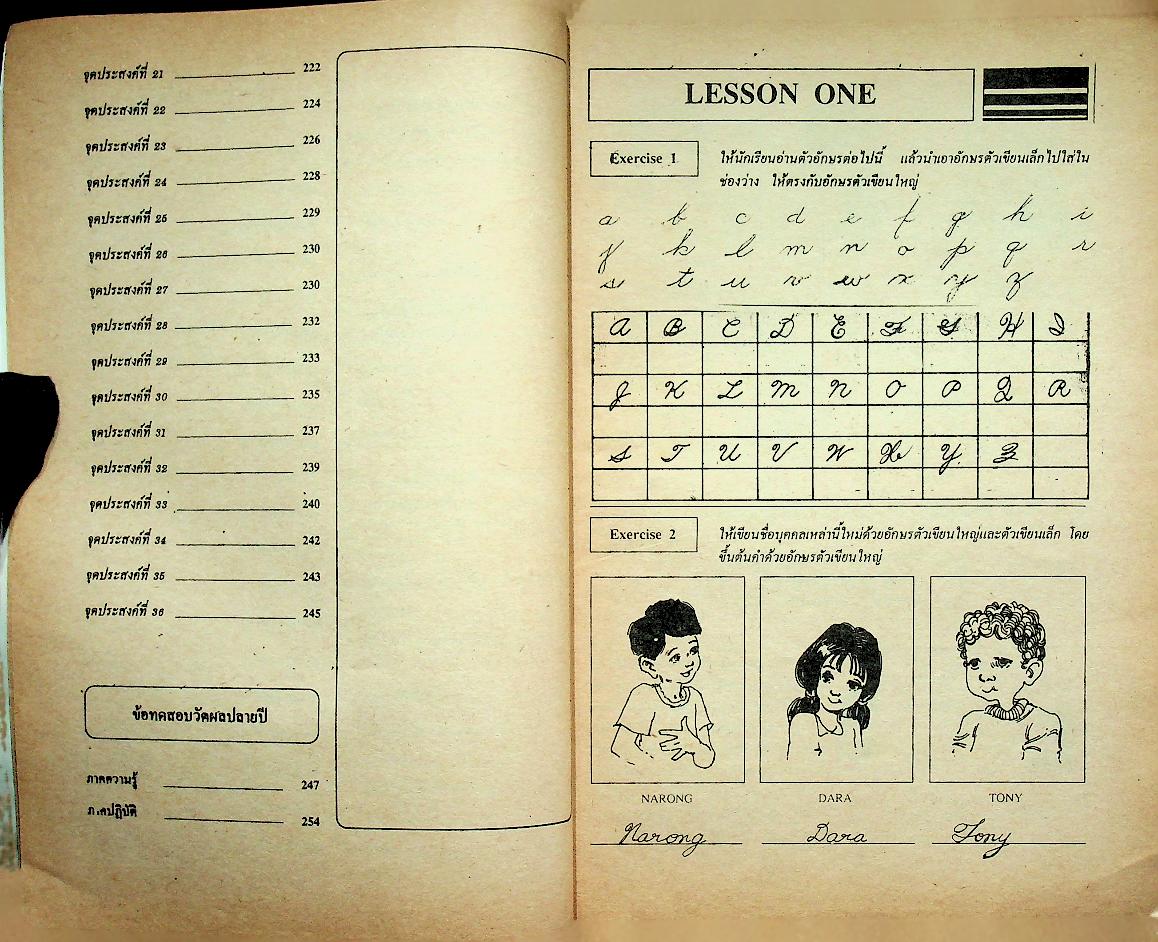 จุดประสงค์ที่ 21 222
จุดประสงค์ที่ 22 224
จุดประสงค์ที่ 23 226
จุดประสงค์ที่ 24 228
จุดประสงค์ที่ 25 229
จุดประสงค์ที่ 26 230
จุดประสงค์ที่ 27 230
จุดประสงค์ที่ 28 232
จุดประสงค์ที่ 29 233
จุดประสงค์ที่ 30 235
จุดประสงค์ที่ 31 237
จุดประสงค์ที่ 32 239
จุดประสงค์ที่ 33 240
จุดประสงค์ที่ 34 242
จุดประสงค์ที่ 35 243
จุดประสงค์ที่ 36 245
ข้อทดสอบวัดผลปลายปี
ภาคความรู้ 247
ภาคปฏิบัติ 254
LESSON ONE
Exercise 1
ให้นักเรียนอ่านตัวอักษรต่อไปนี้ แล้วนำเอาอักษรตัวเขียนเล็กไปใส่ใน
ช่องว่าง ให้ตรงกับอักษรตัวเขียนใหญ่
a b c d e f g h i
j k l m n o p q r
s t u v w x y z
A B C D E F G H I
J K L M N O P Q R
S T U V W X Y Z
Exercise 2
ให้เขียนชื่อบุคคลเหล่านี้ใหม่ด้วยอักษรตัวเขียนใหญ่และตัวเขียนเล็ก โดย
ขึ้นต้นคำด้วยอักษรตัวเขียนใหญ่
NARONG DARA TONY
Narong Dara Tony